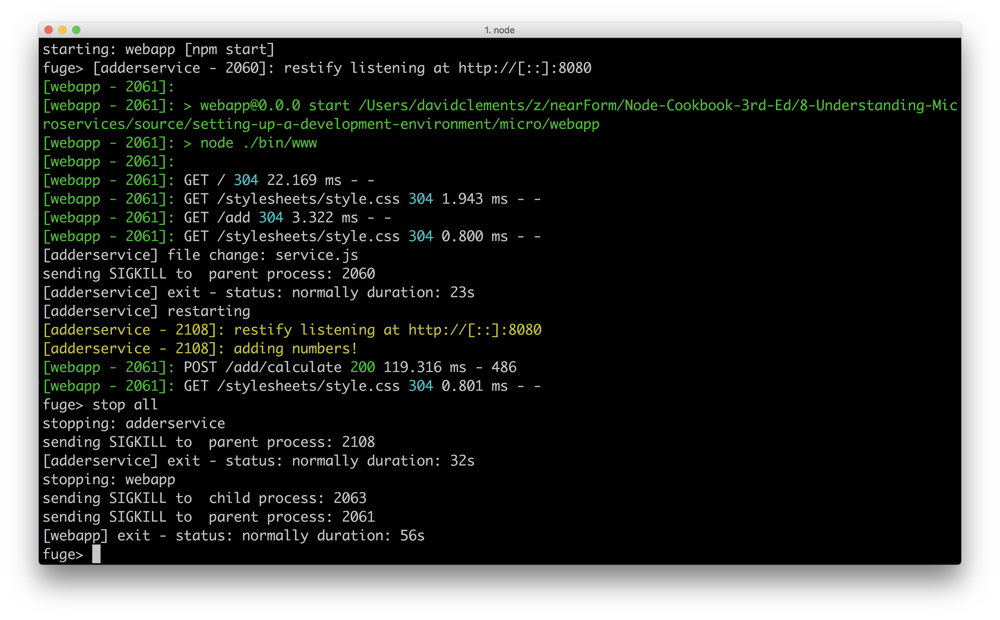 1. node
starting: webapp [npm start]
fuge> [adderservice - 2060]: restify listening at http://[::]:8080
[webapp - 2061]:
[webapp - 2061]: > webapp@0.0.0 start /Users/davidclements/z/nearForm/Node-Cookbook-3rd-Ed/8-Understanding-Mic
roservices/source/setting-up-a-development-environment/micro/webapp
[webapp - 2061]: > node ./bin/www
[webapp - 2061]:
[webapp - 2061]: GET / 304 22.169 ms - -
[webapp - 2061]: GET /stylesheets/style.css 304 1.943 ms - -
[webapp - 2061]: GET /add 304 3.322 ms - -
[webapp - 2061]: GET /stylesheets/style.css 304 0.800 ms - -
[adderservice] file change: service.js
sending SIGKILL to  parent process: 2060
[adderservice] exit - status: normally duration: 23s
[adderservice] restarting
[adderservice - 2108]: restify listening at http://[::]:8080
[adderservice - 2108]: adding numbers!
[webapp - 2061]: POST /add/calculate 200 119.316 ms - 486
[webapp - 2061]: GET /stylesheets/style.css 304 0.801 ms - -
fuge> stop all
stopping: adderservice
sending SIGKILL to  parent process: 2108
[adderservice] exit - status: normally duration: 32s
stopping: webapp
sending SIGKILL to  child process: 2063
sending SIGKILL to  parent process: 2061
[webapp] exit - status: normally duration: 56s
fuge>